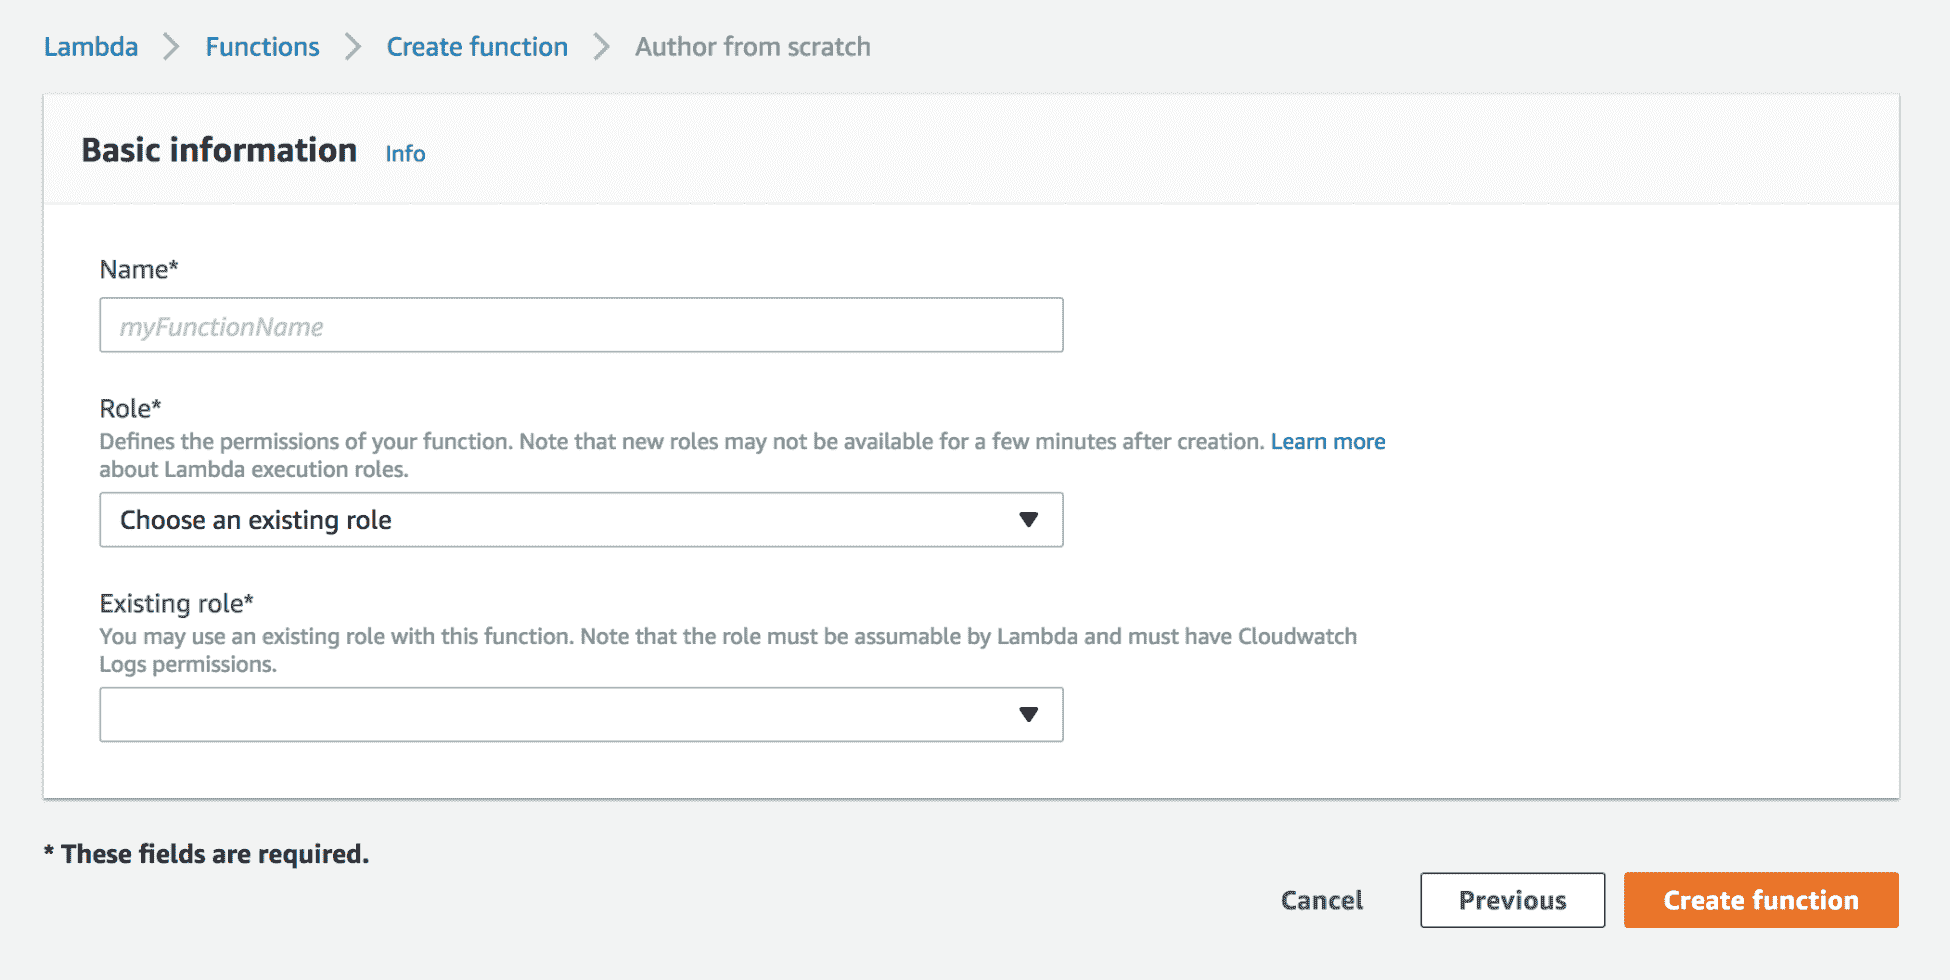 Lambda > Functions > Create function > Author from scratch
Basic information Info
Name*
myFunctionName
Role*
Defines the permissions of your function. Note that new roles may not be available for a few minutes after creation. Learn more
about Lambda execution roles.
Choose an existing role
Existing role*
You may use an existing role with this function. Note that the role must be assumable by Lambda and must have Cloudwatch
Logs permissions.
* These fields are required.
Cancel Previous Create function